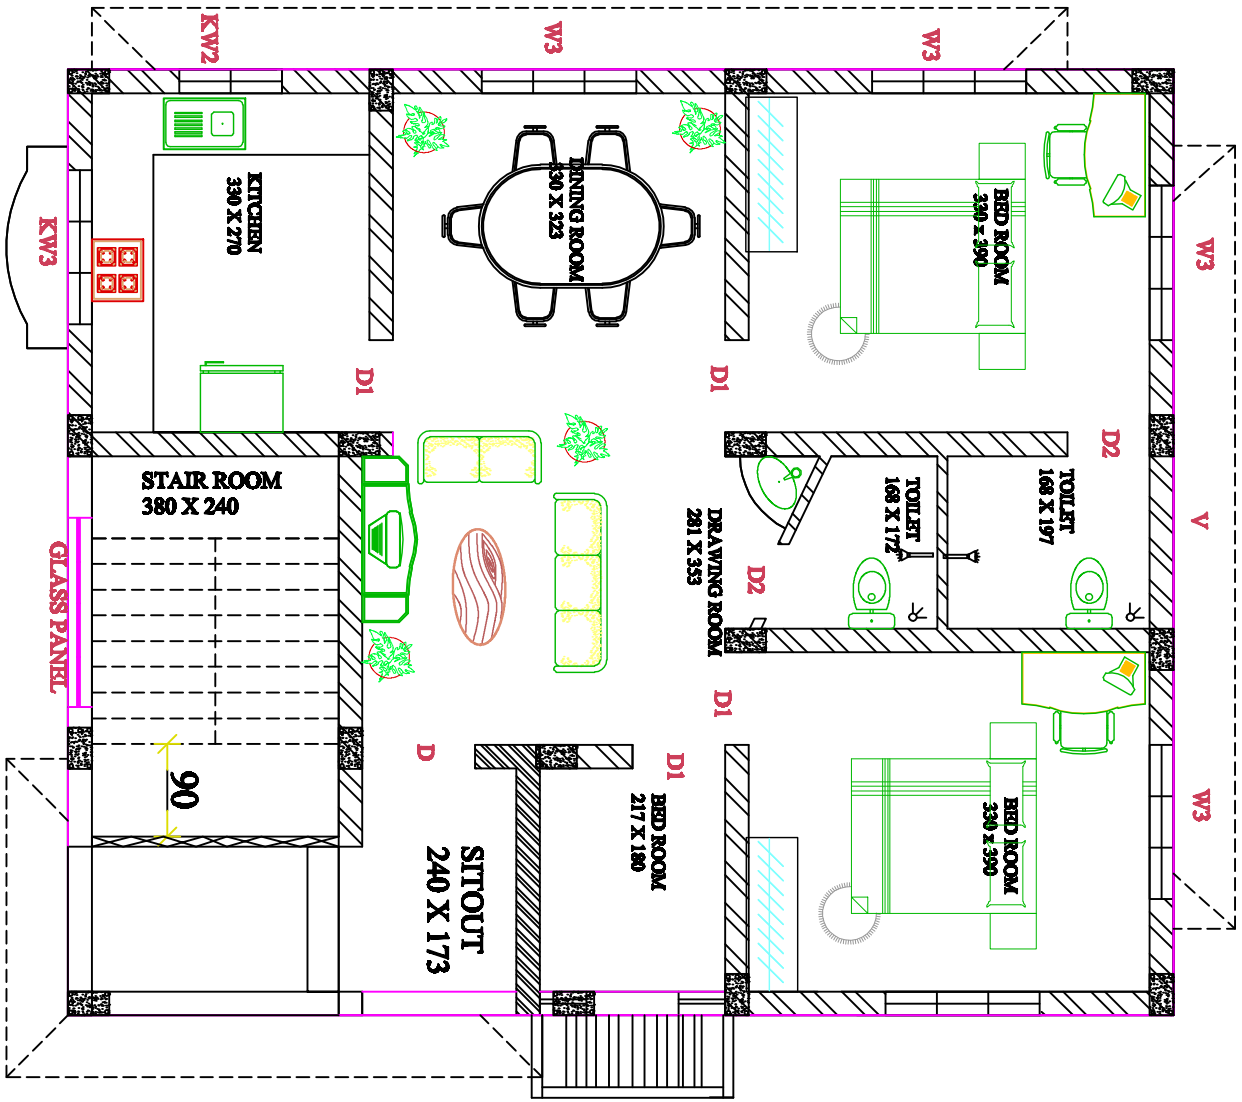 KW2
W3
W3
KITCHEN
330 X 270
DINING ROOM
330 X 323
BED ROOM
330 x 390
KW3
W3
D1
D1
D2
STAIR ROOM
380 X 240
TOILET
168 X 172
TOILET
168 X 197
V
DRAWING ROOM
281 X 353
GLASS PANEL
D2
D1
D
D1
90
BED ROOM
217 X 180
BED ROOM
330 x 390
W3
SITOUT
240 X 173